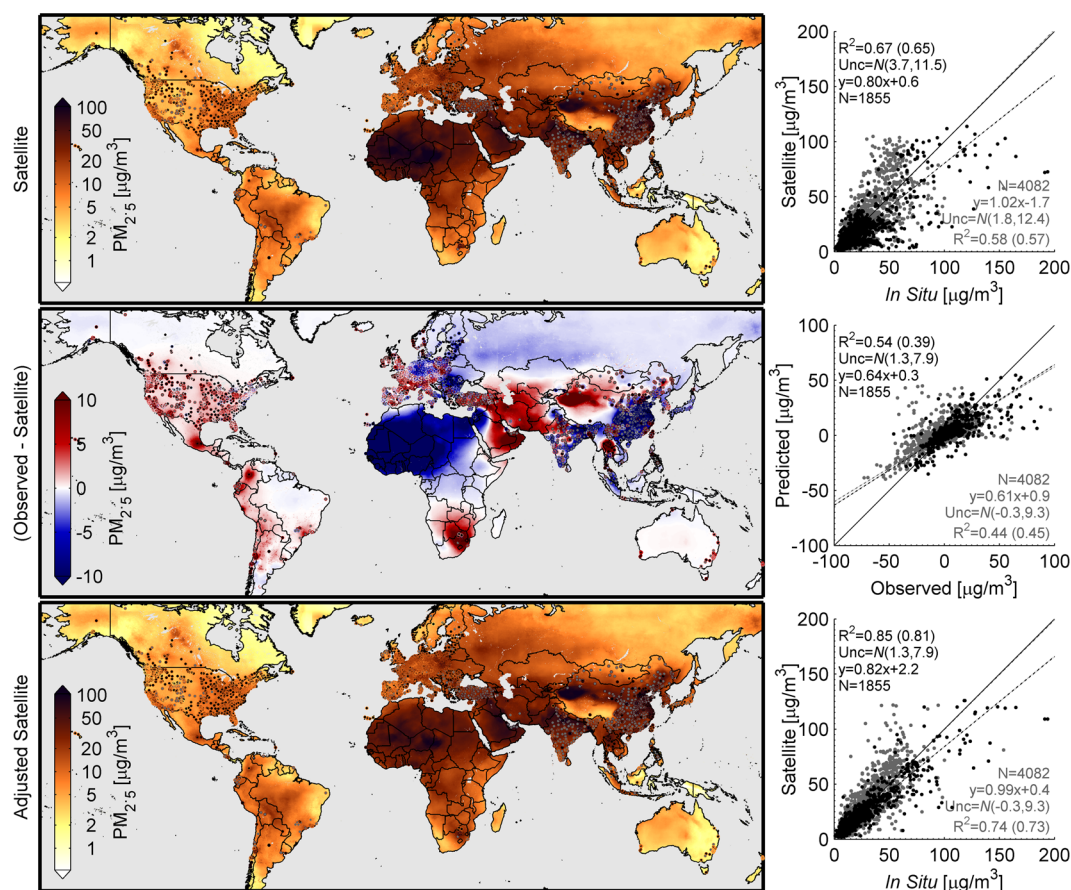 Satellite
100
50
20
10
5
2
1
PM2.5 [μg/m3]
200
150
100
50
0
Satellite [μg/m3]
R2=0.67 (0.65)
Unc=N(3.7,11.5)
y=0.80x+0.6
N=1855
N=4082
y=1.02x-1.7
Unc=N(1.8,12.4)
R2=0.58 (0.57)
0 50 100 150 200
In Situ [μg/m3]
(Observed - Satellite)
10
5
0
-5
-10
PM2.5 [μg/m3]
100
50
0
-50
-100
Predicted [μg/m3]
R2=0.54 (0.39)
Unc=N(1.3,7.9)
y=0.64x+0.3
N=1855
N=4082
y=0.61x+0.9
Unc=N(-0.3,9.3)
R2=0.44 (0.45)
-100 -50 0 50 100
Observed [μg/m3]
Adjusted Satellite
100
50
20
10
5
2
1
PM2.5 [μg/m3]
200
150
100
50
0
Satellite [μg/m3]
R2=0.85 (0.81)
Unc=N(1.3,7.9)
y=0.82x+2.2
N=1855
N=4082
y=0.99x+0.4
Unc=N(-0.3,9.3)
R2=0.74 (0.73)
0 50 100 150 200
In Situ [μg/m3]